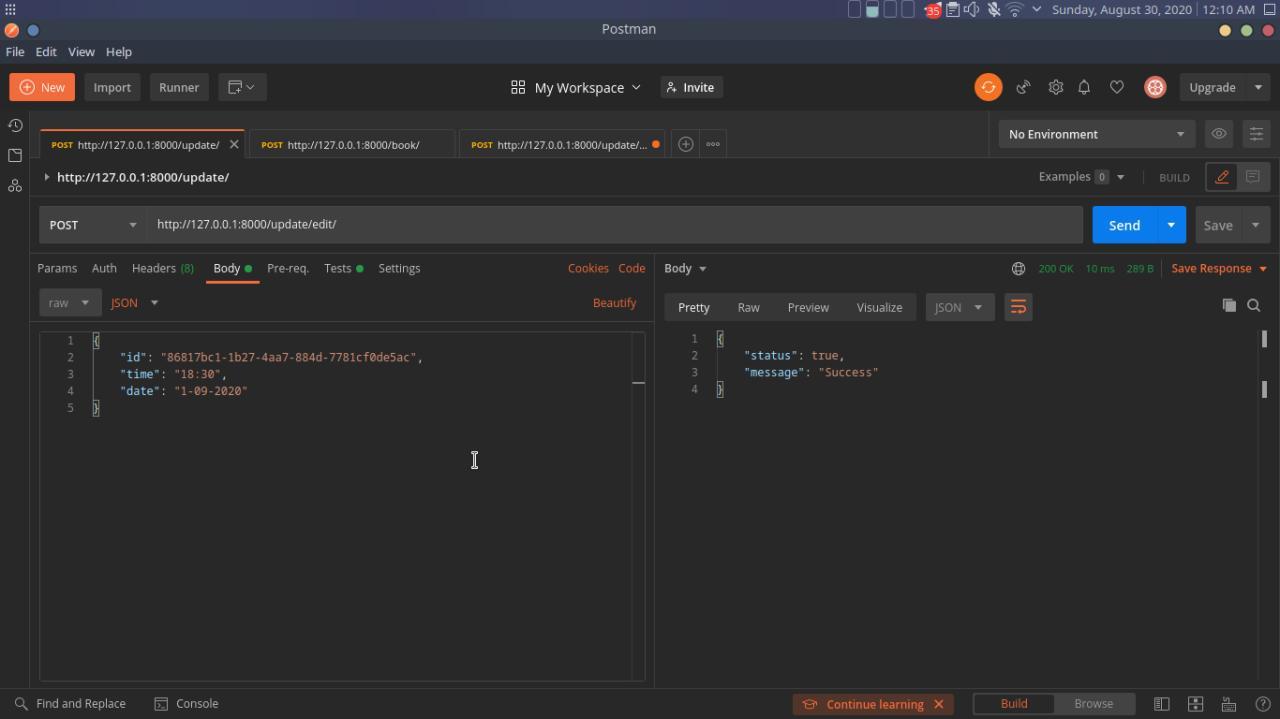 35 Sunday, August 30, 2020 | 12:10 AM
Postman
File Edit View Help
New Import Runner My Workspace Invite Upgrade
POST http://127.0.0.1:8000/update/ POST http://127.0.0.1:8000/book/ POST http://127.0.0.1:8000/update/... No Environment
http://127.0.0.1:8000/update/ Examples 0 BUILD
POST http://127.0.0.1:8000/update/edit/ Send Save
Params Auth Headers (8) Body Pre-req. Tests Settings Cookies Code
raw JSON Beautify
1 {
2 "id": "86817bc1-1b27-4aa7-884d-7781cf0de5ac",
3 "time": "18:30",
4 "date": "1-09-2020"
5 }
Body 200 OK 10 ms 289 B Save Response
Pretty Raw Preview Visualize JSON
1 {
2 "status": true,
3 "message": "Success"
4 }
Find and Replace Console Continue learning Build Browse